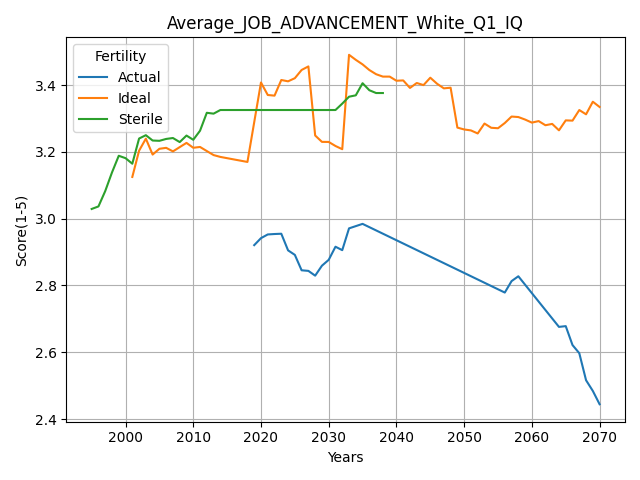 Average_JOB_ADVANCEMENT_White_Q1_IQ
Fertility
Actual
Ideal
Sterile
Score(1-5)
3.4
3.2
3.0
2.8
2.6
2.4
2000 2010 2020 2030 2040 2050 2060 2070
Years